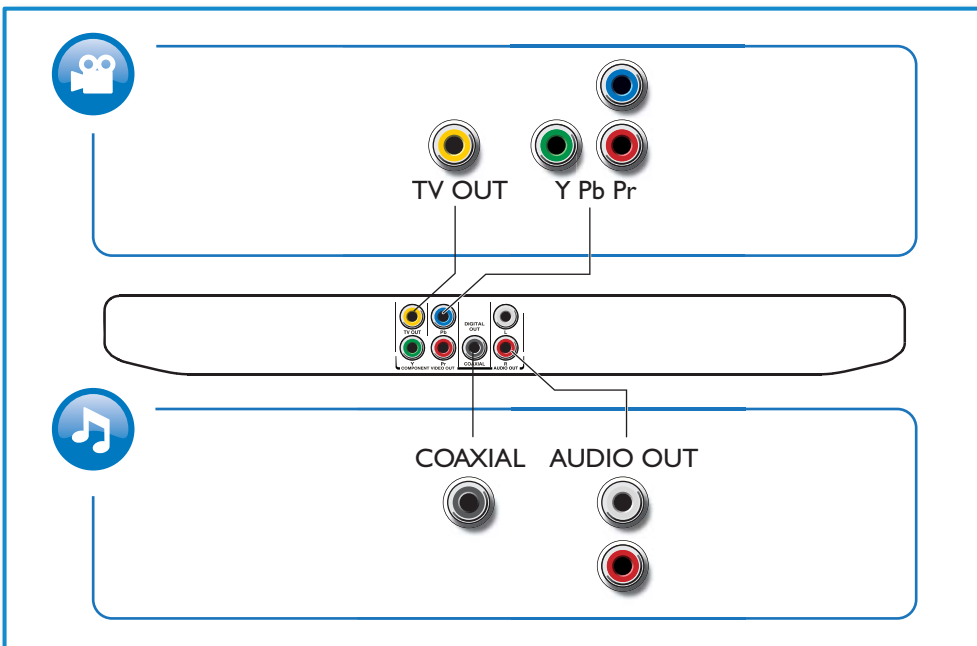 TV OUT Y Pb Pr
DIGITAL
OUT
TV OUT Pb L
Y Pr COAXIAL R
COMPONENT VIDEO OUT AUDIO OUT
COAXIAL AUDIO OUT